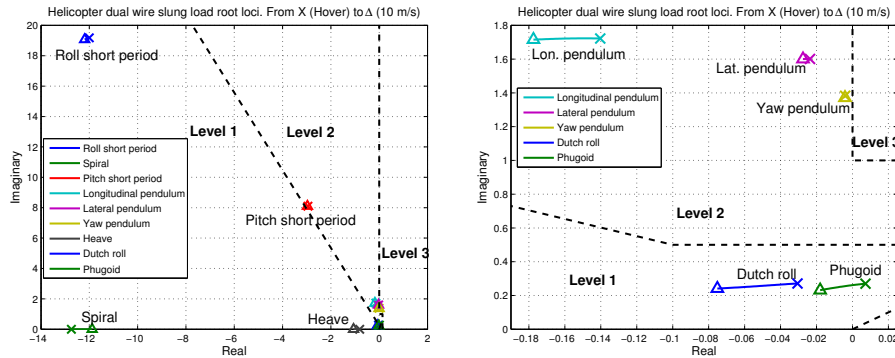 Helicopter dual wire slung load root loci. From X (Hover) to Δ (10 m/s)
20
18
16
14
12
10
8
6
4
2
0
Imaginary
Roll short period
Level 1
Level 2
Roll short period
Spiral
Pitch short period
Longitudinal pendulum
Lateral pendulum
Yaw pendulum
Heave
Dutch roll
Phugoid
Pitch short period
Level 3
Spiral
Heave
−14 −12 −10 −8 −6 −4 −2 0 2
Real
Helicopter dual wire slung load root loci. From X (Hover) to Δ (10 m/s)
1.8
1.6
1.4
1.2
1
0.8
0.6
0.4
0.2
0
Imaginary
Lon. pendulum
Lat. pendulum
Yaw pendulum
Longitudinal pendulum
Lateral pendulum
Yaw pendulum
Dutch roll
Phugoid
Level 3
Level 2
Level 1
Dutch roll
Phugoid
−0.18 −0.16 −0.14 −0.12 −0.1 −0.08 −0.06 −0.04 −0.02 0 0.02
Real